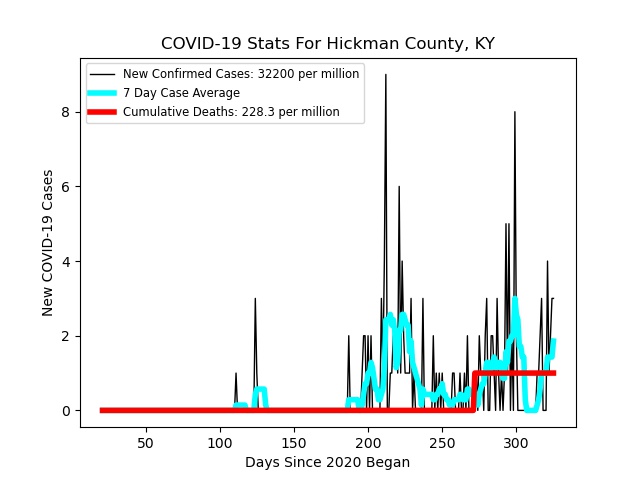 COVID-19 Stats For Hickman County, KY
New Confirmed Cases: 32200 per million
7 Day Case Average
Cumulative Deaths: 228.3 per million
New COVID-19 Cases
8
6
4
2
0
50 100 150 200 250 300
Days Since 2020 Began